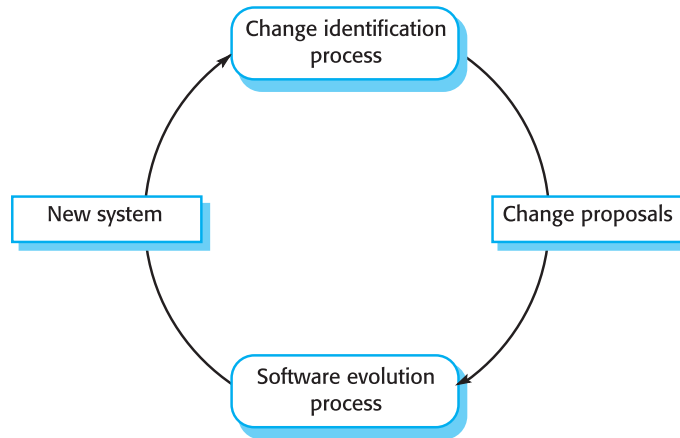 Change identification
process
New system
Change proposals
Software evolution
process